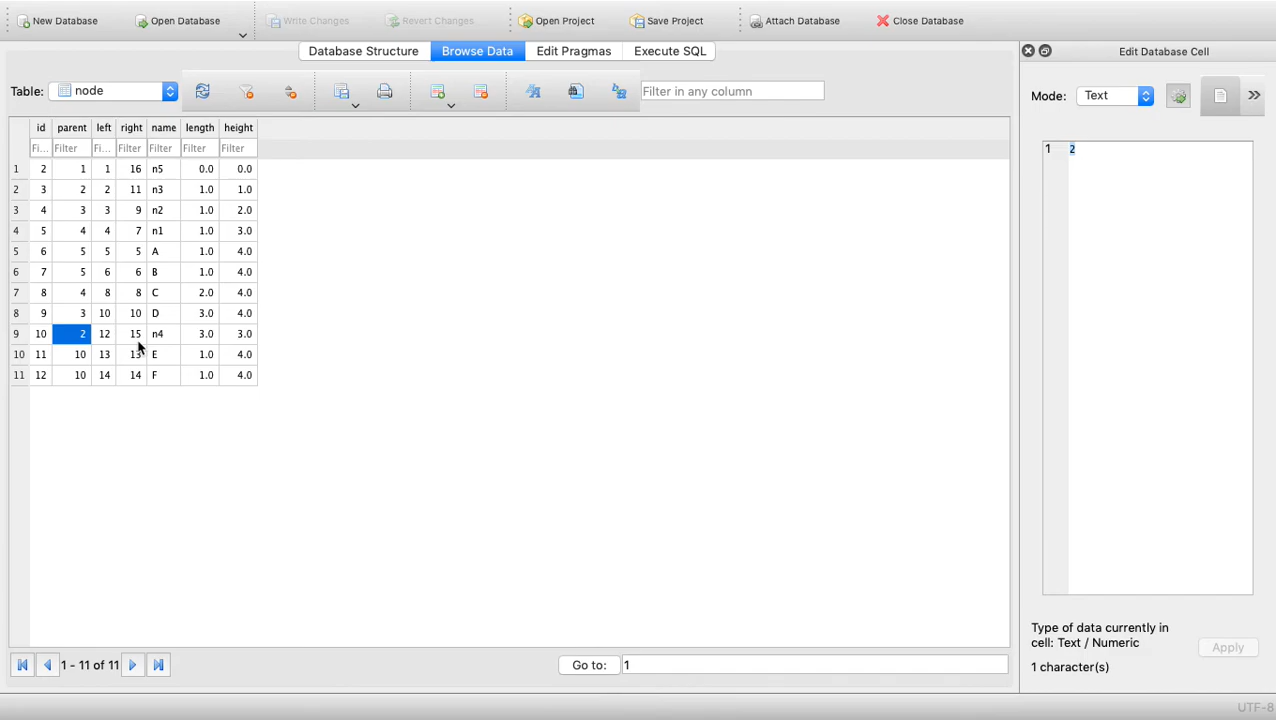 New Database Open Database Write Changes Revert Changes Open Project Save Project Attach Database Close Database
Database Structure Browse Data Edit Pragmas Execute SQL
Edit Database Cell
Table: node Filter in any column
Mode: Text
id parent left right name length height
Fi... Filter Fi... Filter Filter Filter Filter
1 2 1 1 16 n5 0.0 0.0
2 3 2 2 11 n3 1.0 1.0
3 4 3 3 9 n2 1.0 2.0
4 5 4 4 7 n1 1.0 3.0
5 6 5 5 5 A 1.0 4.0
6 7 5 6 6 B 1.0 4.0
7 8 4 8 8 C 2.0 4.0
8 9 3 10 10 D 3.0 4.0
9 10 2 12 15 n4 3.0 3.0
10 11 10 13 13 E 1.0 4.0
11 12 10 14 14 F 1.0 4.0
1 2
Type of data currently in
cell: Text / Numeric
1 character(s)
Apply
1 - 11 of 11 Go to: 1
UTF-8